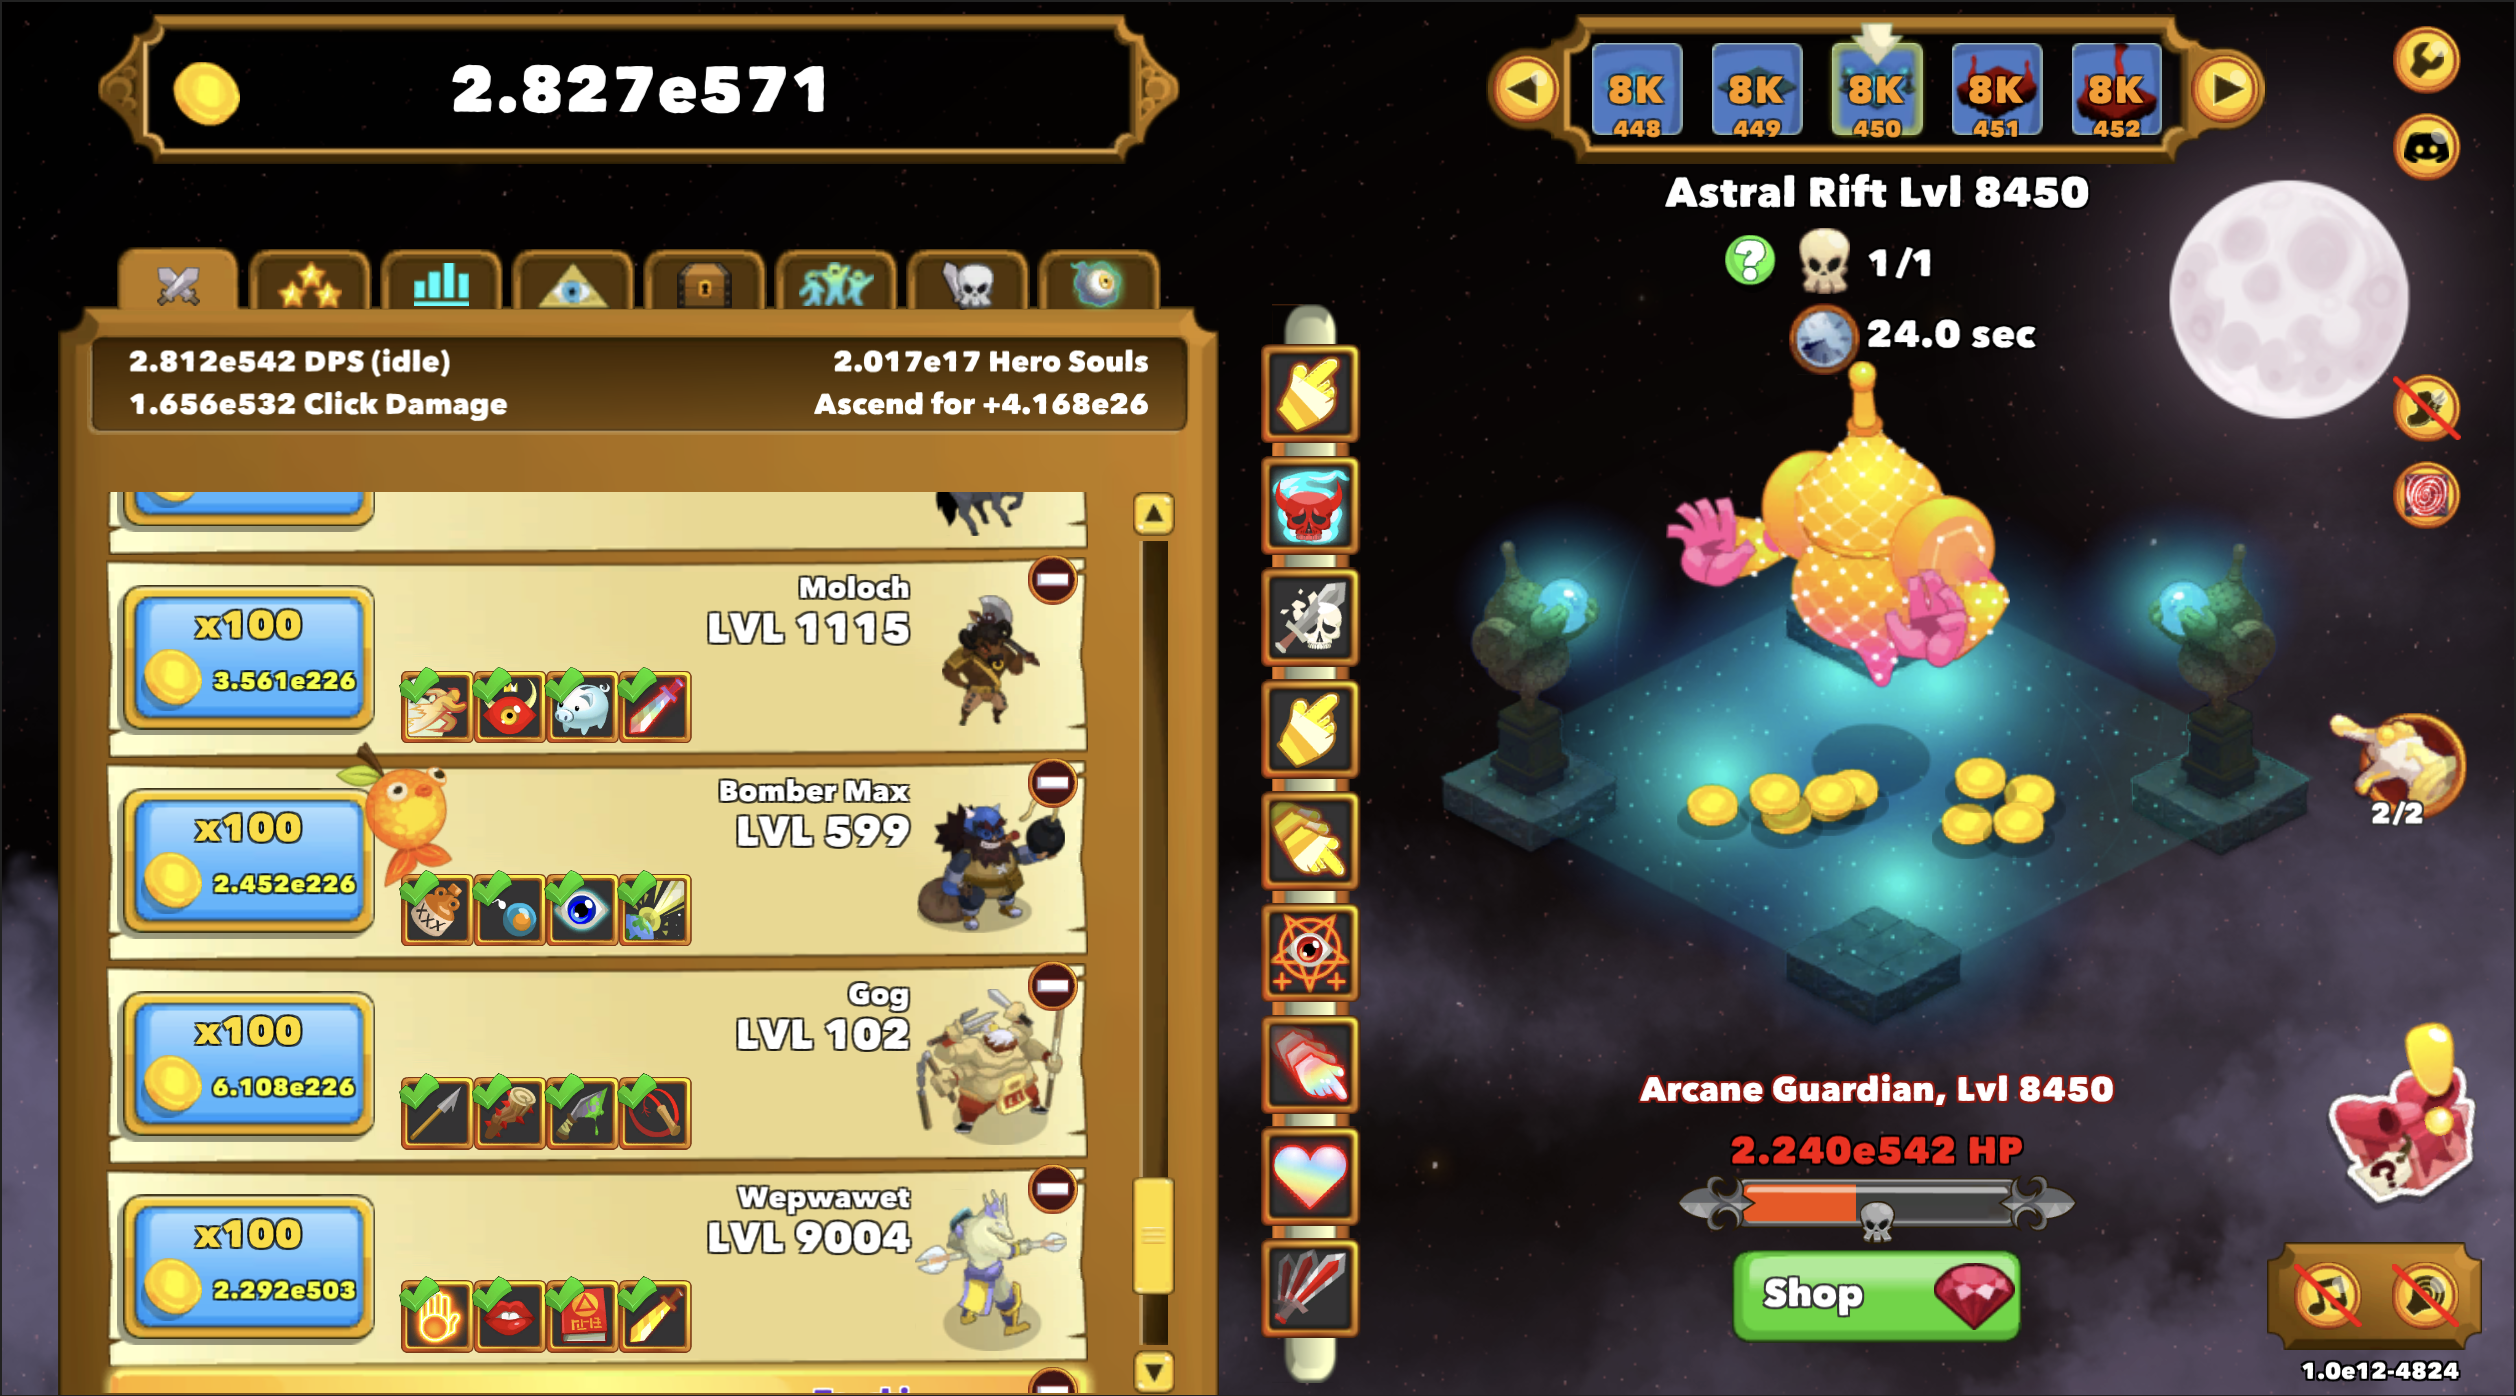 2.827e571
8K
448
8K
449
8K
450
8K
451
8K
452
Astral Rift Lvl 8450
1/1
24.0 sec
2.812e542 DPS (idle)
2.017e17 Hero Souls
1.656e532 Click Damage
Ascend for +4.168e26
Moloch
LVL 1115
x100
3.561e226
Bomber Max
LVL 599
x100
2.452e226
XXX
Gog
LVL 102
x100
6.108e226
Wepwawet
LVL 9004
x100
2.292e503
2/2
Arcane Guardian, Lvl 8450
2.240e542 HP
Shop
1.0e12-4824